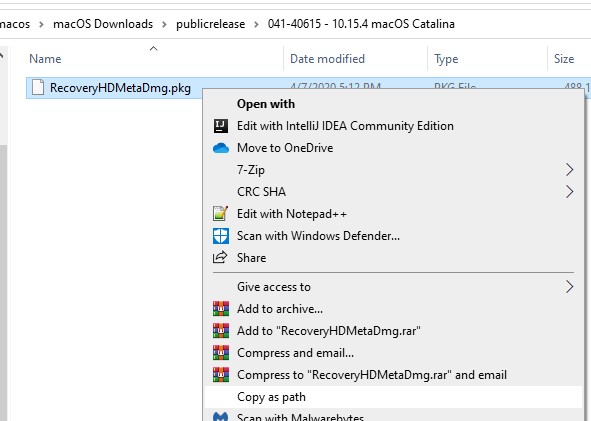 macos > macOS Downloads > publicrelease > 041-40615 - 10.15.4 macOS Catalina
Name Date modified Type Size
RecoveryHDMetaDmg.pkg 4/7/2020 5:12 PM PKG File 488,1
Open with
Edit with IntelliJ IDEA Community Edition
Move to OneDrive
7-Zip
CRC SHA
Edit with Notepad++
Scan with Windows Defender...
Share
Give access to
Add to archive...
Add to "RecoveryHDMetaDmg.rar"
Compress and email...
Compress to "RecoveryHDMetaDmg.rar" and email
Copy as path
Scan with Malwarebytes